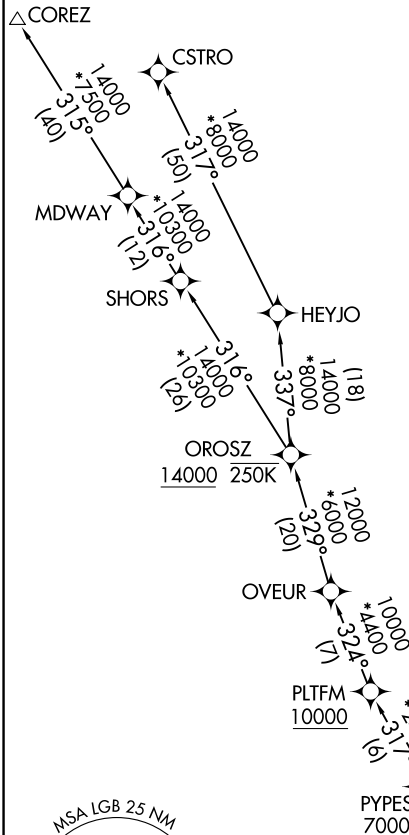 COREZ
CSTRO
14000
*7500
315°
(40)
14000
*8000
317°
(50)
MDWAY
14000
*10300
316°
(12)
SHORS
HEYJO
316°
14000
*10300
(26)
(18)
14000
*8000
337°
OROSZ
14000 250K
12000
*6000
329°
(20)
OVEUR
10000
*4400
324°
(7)
PLTFM
10000
317°
(6)
PYPES
7000
MSA LGB 25 NM